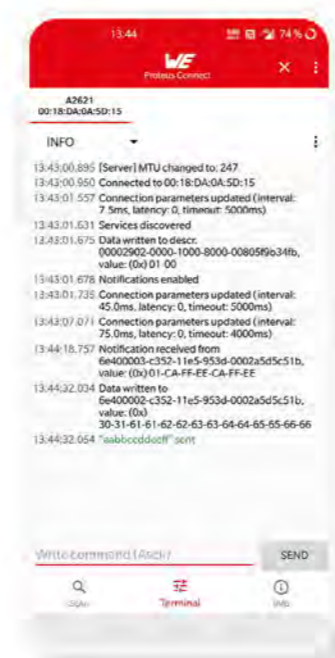 13:44
74%
WE
Proteus Connect
A2621
00:18:DA:0A:5D:15
INFO
13:43:00.895 [Server] MTU changed to: 247
13:43:00.950 Connected to 00:18:DA:0A:5D:15
13:43:01.557 Connection parameters updated (interval:
7.5ms, latency: 0, timeout: 5000ms)
13:43:01.631 Services discovered
13:43:01.675 Data written to descr.
00002902-0000-1000-8000-00805f9b34fb,
value: (0x) 01-00
13:43:01.678 Notifications enabled
13:43:01.735 Connection parameters updated (interval:
45.0ms, latency: 0, timeout: 5000ms)
13:43:07.071 Connection parameters updated (interval:
75.0ms, latency: 0, timeout: 4000ms)
13:44:18.757 Notification received from
6e400003-c352-11e5-953d-0002a5d5c51b,
value: (0x) 01-CA-FF-EE-CA-FF-EE
13:44:32.034 Data written to
6e400002-c352-11e5-953d-0002a5d5c51b,
value: (0x)
30-31-61-61-62-62-63-63-64-64-65-65-66-66
13:44:32.054 "aabbccddeeff" sent
Write command (Ascii)
SEND
Scan
Terminal
Info